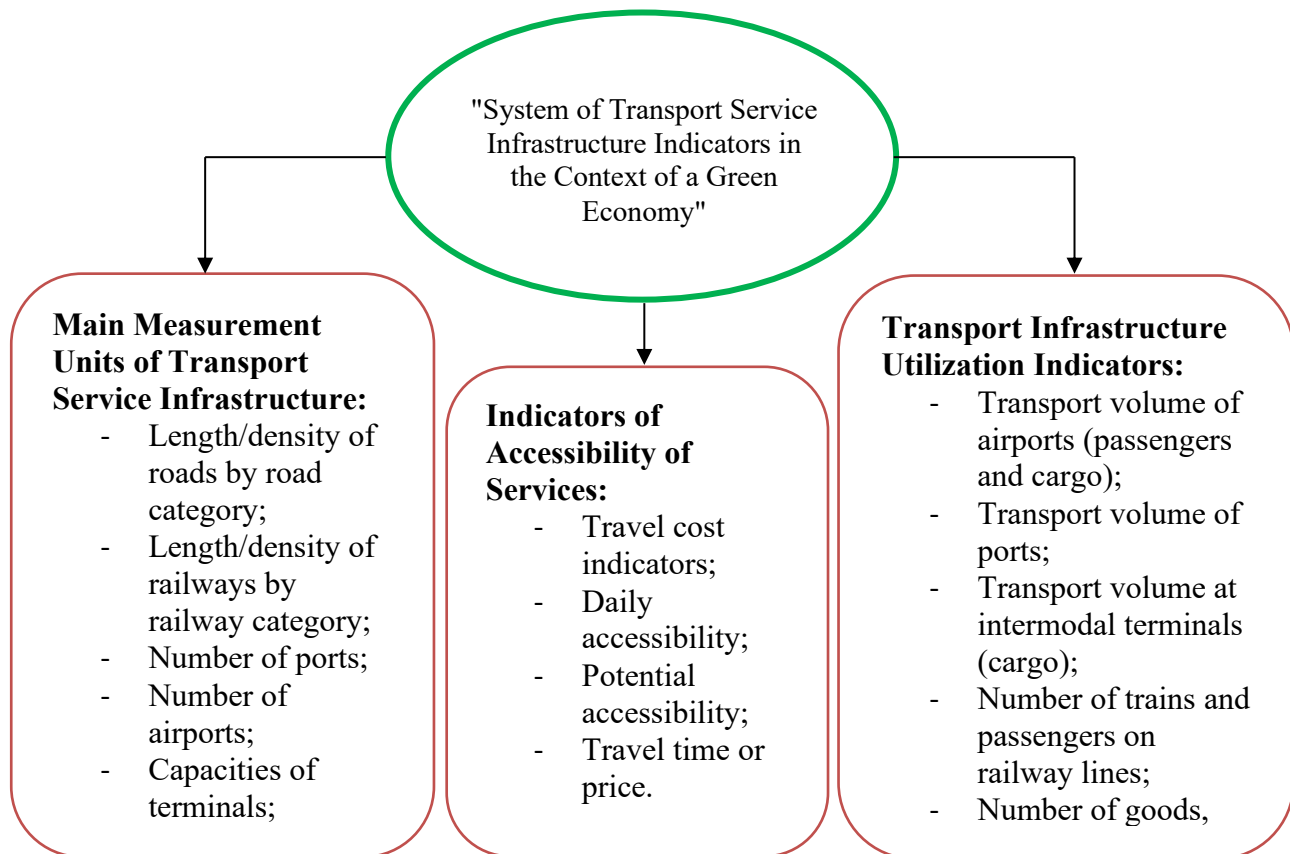 "System of Transport Service
Infrastructure Indicators in
the Context of a Green
Economy"
Main Measurement
Units of Transport
Service Infrastructure:
- Length/density of
roads by road
category;
- Length/density of
railways by
railway category;
- Number of ports;
- Number of
airports;
- Capacities of
terminals;
Indicators of
Accessibility of
Services:
- Travel cost
indicators;
- Daily
accessibility;
- Potential
accessibility;
- Travel time or
price.
Transport Infrastructure
Utilization Indicators:
- Transport volume of
airports (passengers
and cargo);
- Transport volume of
ports;
- Transport volume at
intermodal terminals
(cargo);
- Number of trains and
passengers on
railway lines;
- Number of goods,